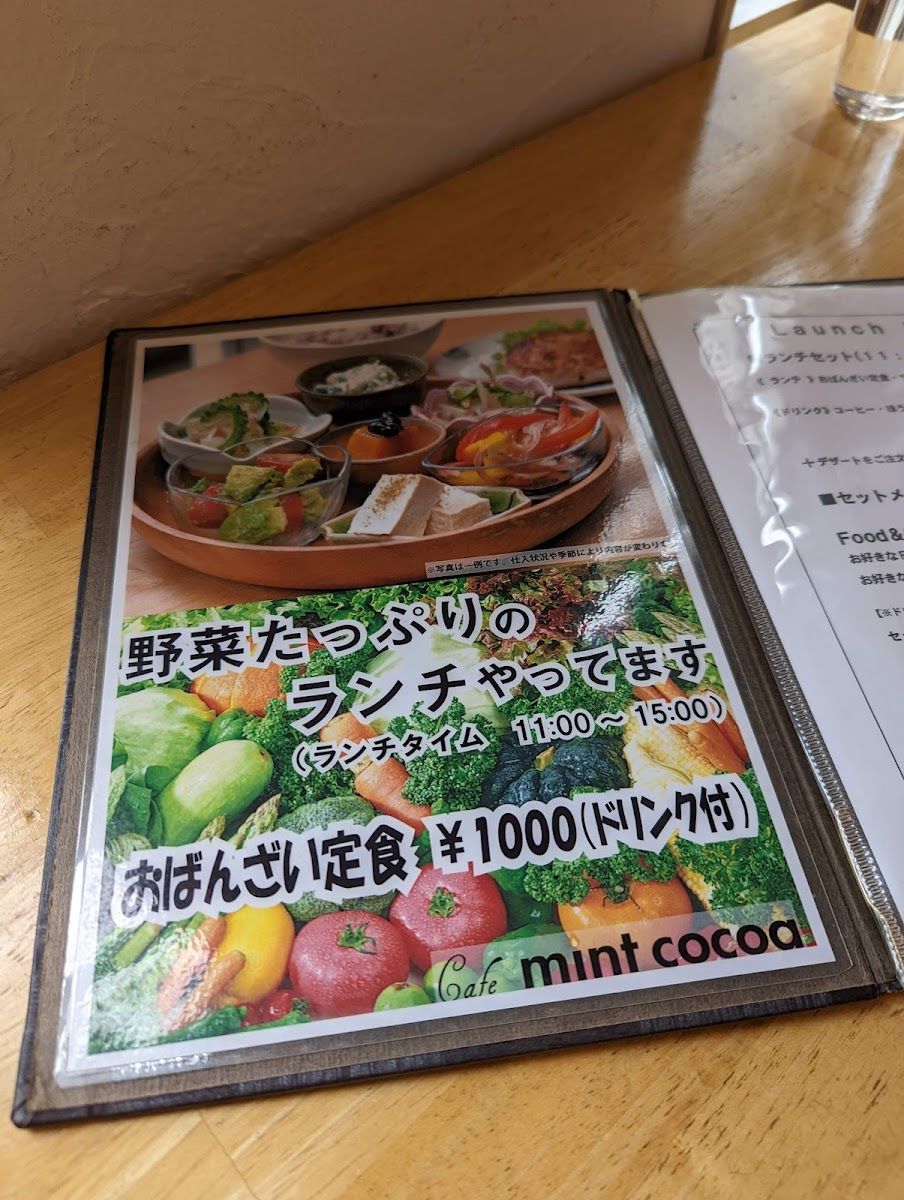 ※写真は一例です。仕入状況や季節により内容が変わりま
野菜たっぷりの
ランチやってます
（ランチタイム　11:00～15:00）
おばんざい定食 ￥1000（ドリンク付）
Cafe mint cocoa
Launch
ランチセット(11：
《 ランチ 》おばんざい定食・
《ドリンク》コーヒー・ほう
＋デザートをご注文
■セットメ
Food&
お好きな
お好きな
【※ド
セ